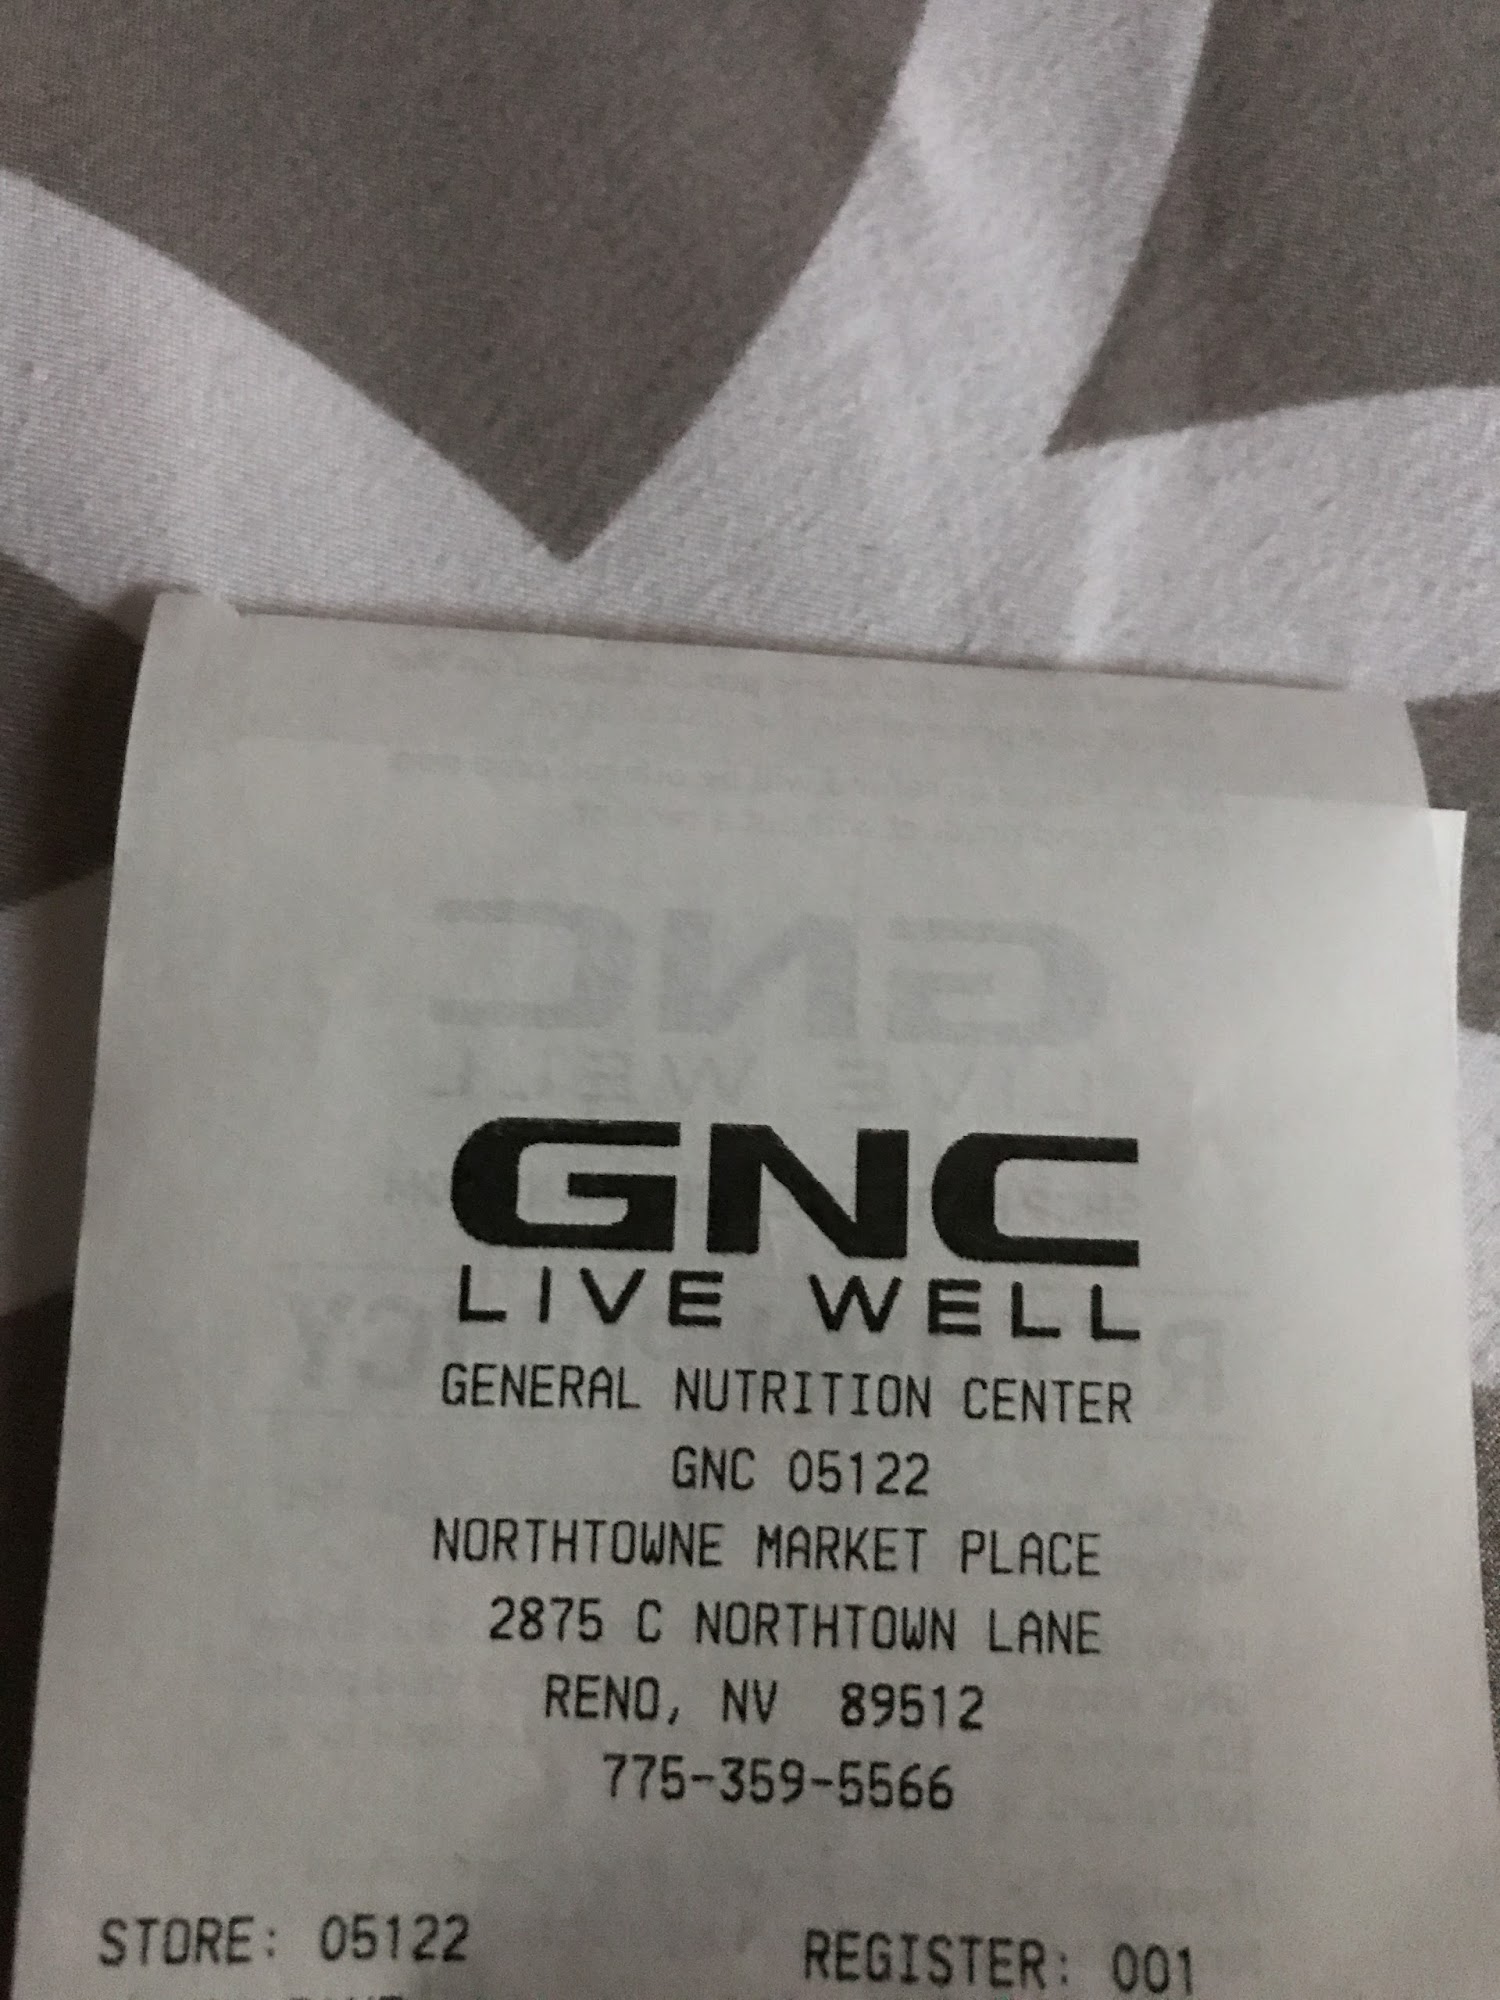 GNC
LIVE WELL
GENERAL NUTRITION CENTER
GNC 05122
NORTHTOWNE MARKET PLACE
2875 C NORTHTOWN LANE
RENO, NV 89512
775-359-5566
STORE: 05122 REGISTER: 001